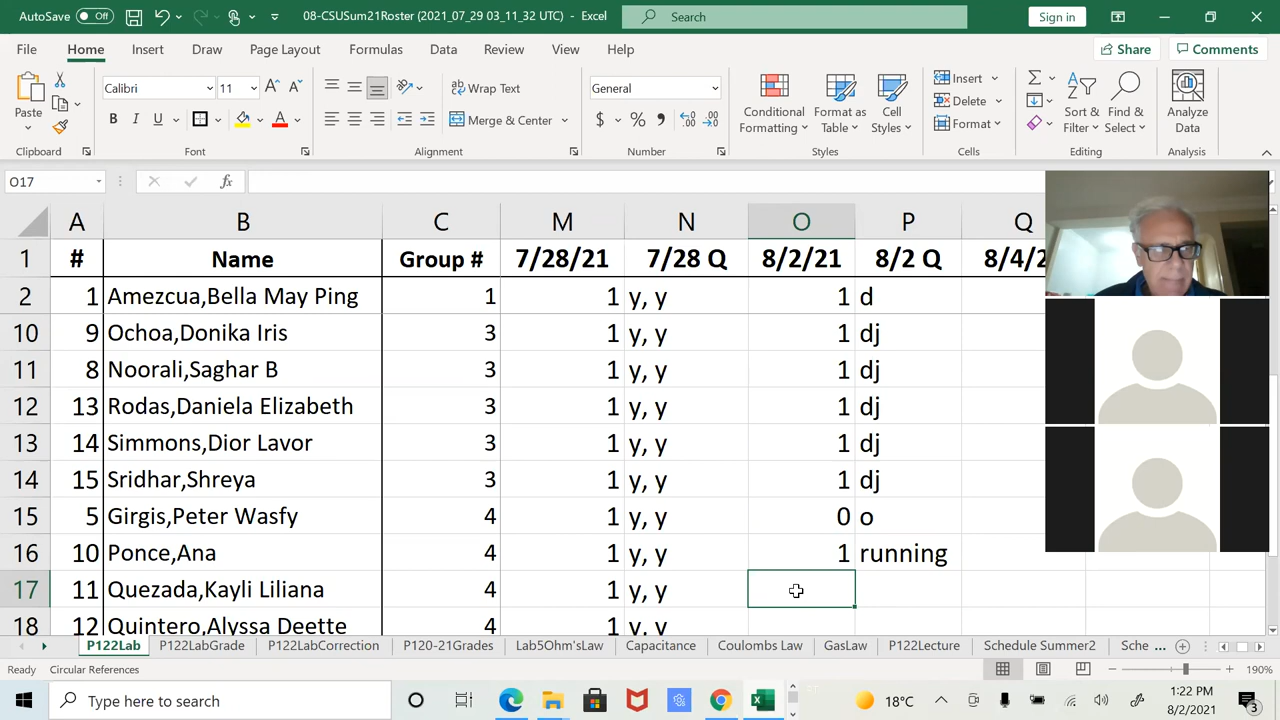 AutoSave Off 08-CSUSum21Roster (2021_07_29 03_11_32 UTC) - Excel Search Sign in
File Home Insert Draw Page Layout Formulas Data Review View Help Share Comments
Paste Calibri 11 A A Wrap Text General Conditional Formatting Format as Table Cell Styles Insert Sort & Filter Find & Select Analyze Data
B I U A Merge & Center $ % 9 Delete
Format
Clipboard Font Alignment Number Styles Cells Editing Analysis
O17 fx
A B C M N O P Q
1 # Name Group # 7/28/21 7/28 Q 8/2/21 8/2 Q 8/4/2
2 1 Amezcua,Bella May Ping 1 1 y, y 1 d
10 9 Ochoa,Donika Iris 3 1 y, y 1 dj
11 8 Noorali,Saghar B 3 1 y, y 1 dj
12 13 Rodas,Daniela Elizabeth 3 1 y, y 1 dj
13 14 Simmons,Dior Lavor 3 1 y, y 1 dj
14 15 Sridhar,Shreya 3 1 y, y 1 dj
15 5 Girgis,Peter Wasfy 4 1 y, y 0 o
16 10 Ponce,Ana 4 1 y, y 1 running
17 11 Quezada,Kayli Liliana 4 1 y, y
18 12 Quintero,Alyssa Deette 4 1 y, y
P122Lab P122LabGrade P122LabCorrection P120-21Grades Lab5Ohm'sLaw Capacitance Coulombs Law GasLaw P122Lecture Schedule Summer2 Sche ...
Ready Circular References 190%
Type here to search 18°C 1:22 PM
8/2/2021 3